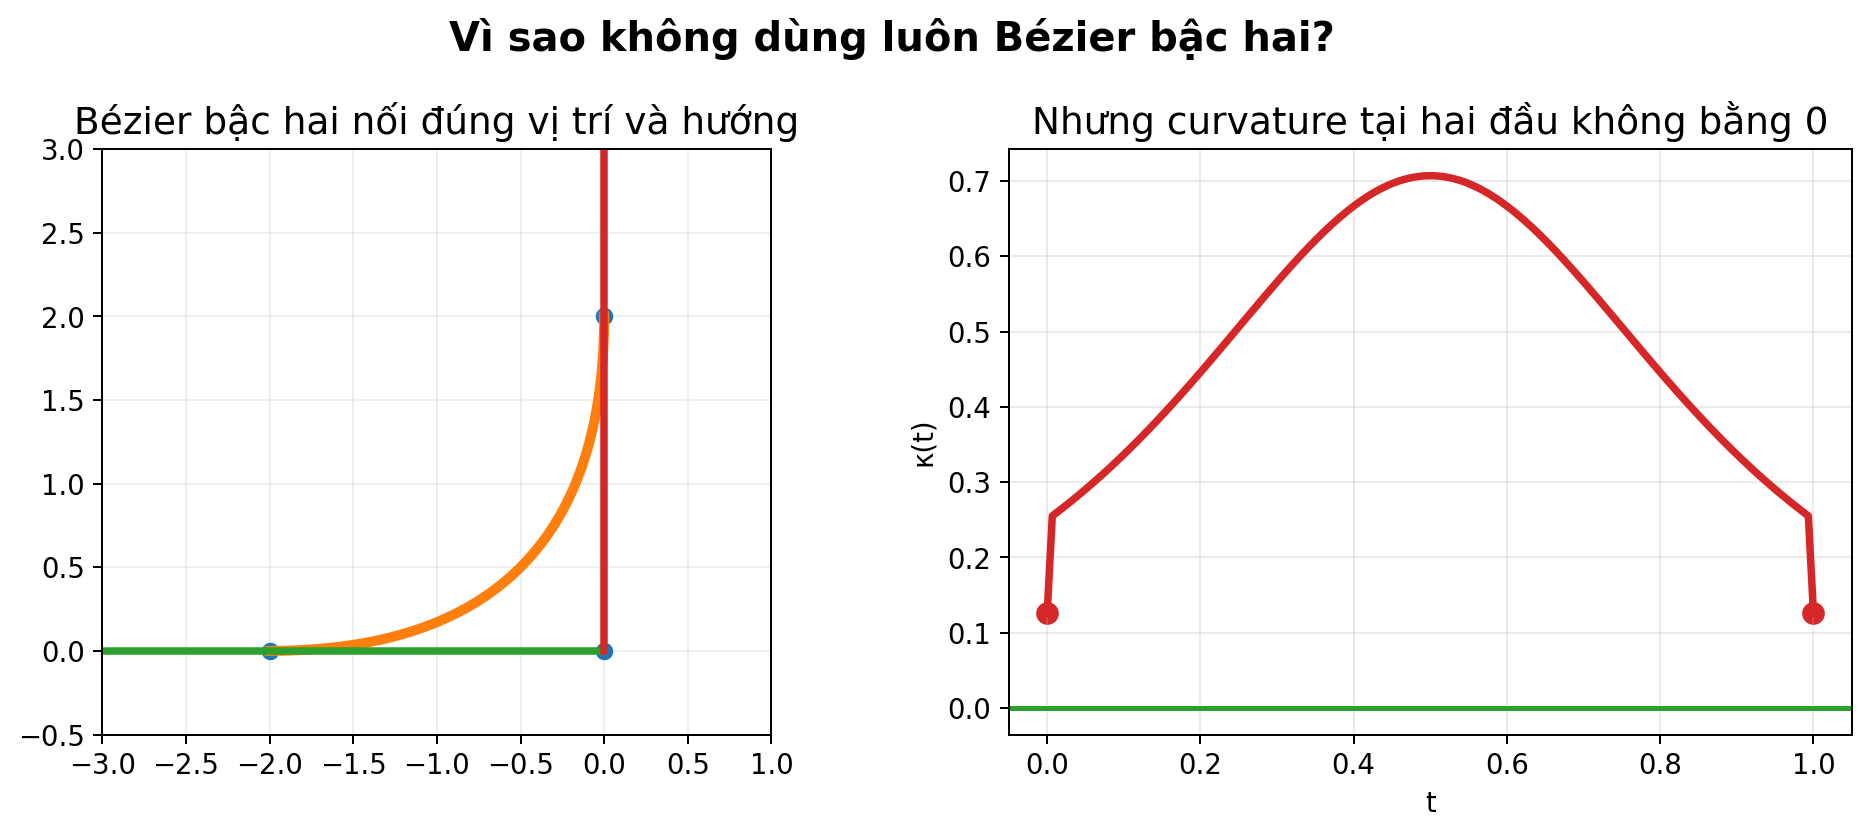 Vì sao không dùng luôn Bézier bậc hai?
Bézier bậc hai nối đúng vị trí và hướng
3.0
2.5
2.0
1.5
1.0
0.5
0.0
−0.5
−3.0 −2.5 −2.0 −1.5 −1.0 −0.5 0.0 0.5 1.0
Nhưng curvature tại hai đầu không bằng 0
κ(t)
0.7
0.6
0.5
0.4
0.3
0.2
0.1
0.0
0.0 0.2 0.4 0.6 0.8 1.0
t